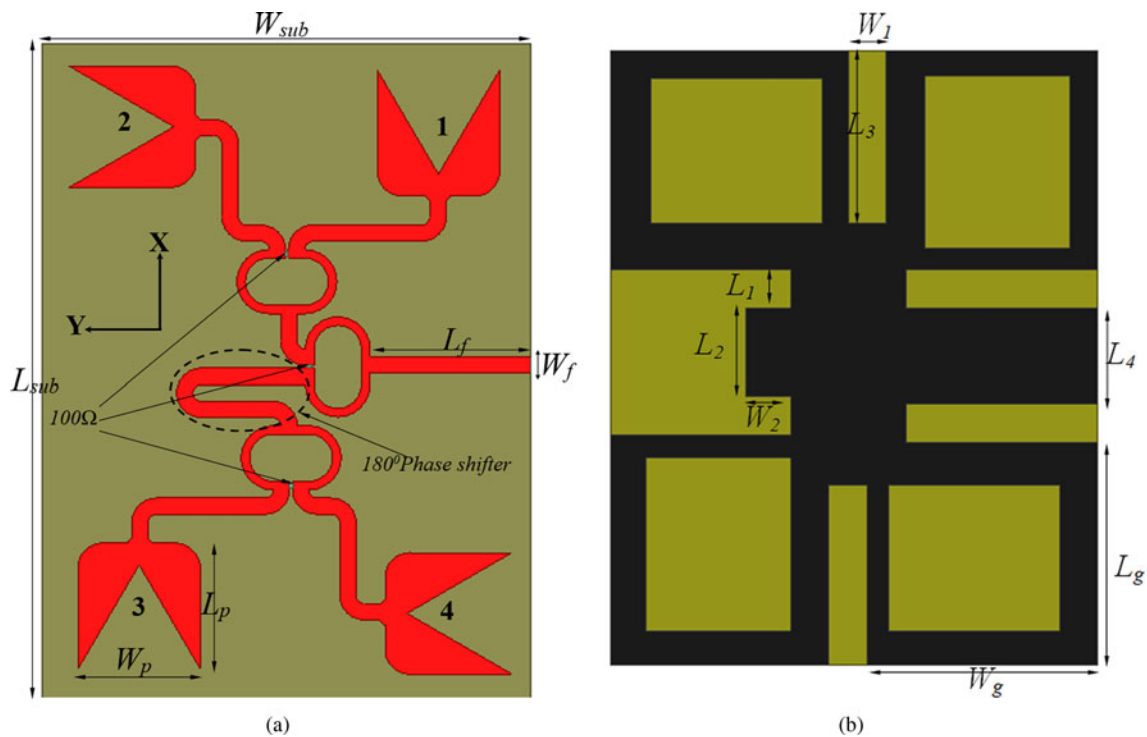 W_sub
2
1
X
Y
L_f
W_f
L_sub
100Ω
180⁰Phase shifter
3
L_p
W_p
4
(a)
W_1
L_3
L_1
L_2
W_2
L_4
L_g
W_g
(b)